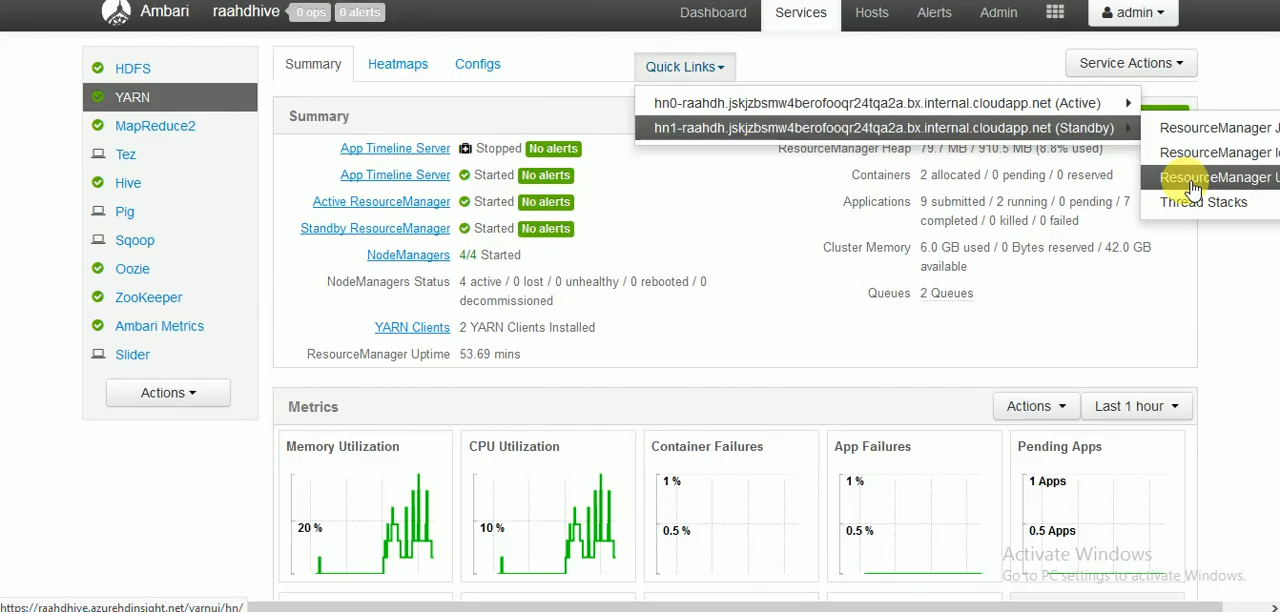 Ambari raahdhive 0 ops 0 alerts Dashboard Services Hosts Alerts Admin admin
HDFS
YARN
MapReduce2
Tez
Hive
Pig
Sqoop
Oozie
ZooKeeper
Ambari Metrics
Slider
Actions
Summary Heatmaps Configs Quick Links Service Actions
hn0-raahdh.jskjzbsmw4berofooqr24tqa2a.bx.internal.cloudapp.net (Active)
hn1-raahdh.jskjzbsmw4berofooqr24tqa2a.bx.internal.cloudapp.net (Standby)
ResourceManager J
ResourceManager l
ResourceManager U
Thread Stacks
Summary
App Timeline Server Stopped No alerts
App Timeline Server Started No alerts
Active ResourceManager Started No alerts
Standby ResourceManager Started No alerts
NodeManagers 4/4 Started
NodeManagers Status 4 active / 0 lost / 0 unhealthy / 0 rebooted / 0
decommissioned
YARN Clients 2 YARN Clients Installed
ResourceManager Uptime 53.69 mins
ResourceManager Heap 79.7 MB / 910.5 MB (8.8% used)
Containers 2 allocated / 0 pending / 0 reserved
Applications 9 submitted / 2 running / 0 pending / 7
completed / 0 killed / 0 failed
Cluster Memory 6.0 GB used / 0 Bytes reserved / 42.0 GB
available
Queues 2 Queues
Metrics Actions Last 1 hour
Memory Utilization
20 %
CPU Utilization
10 %
Container Failures
1 %
0.5 %
App Failures
1 %
0.5 %
Pending Apps
1 Apps
0.5 Apps
Activate Windows
Go to PC settings to activate Windows.
https://raahdhive.azurehdinsight.net/yarnui/hn/